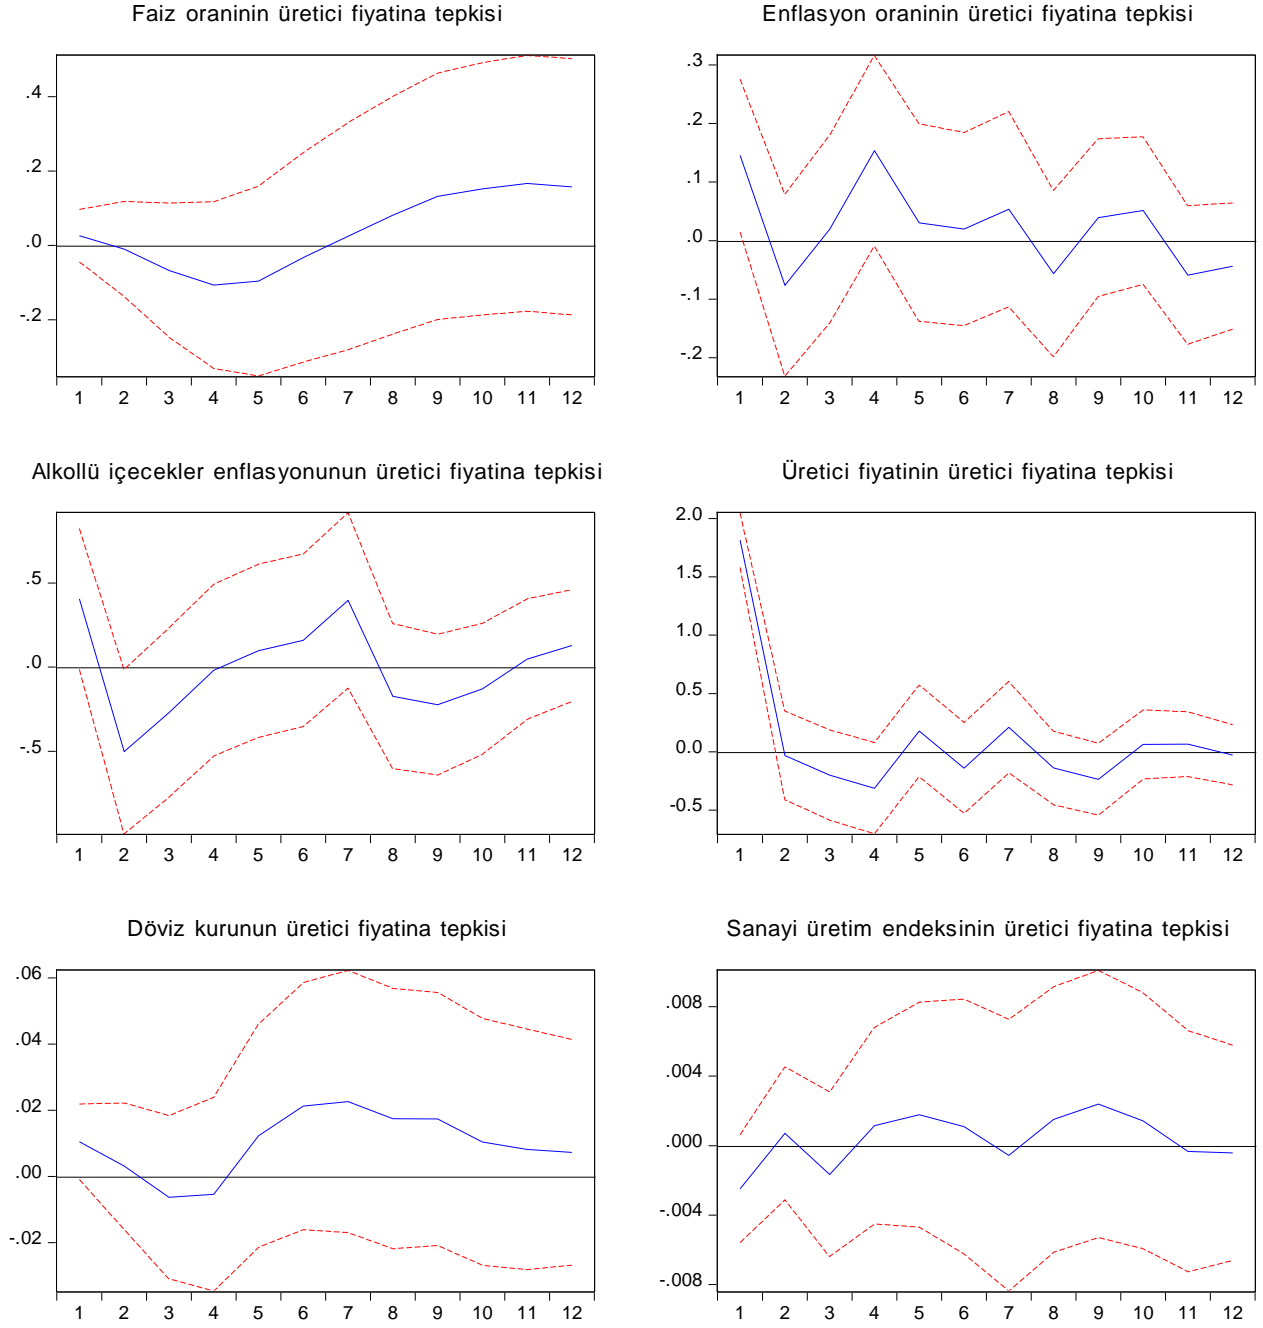 Faiz oraninin üretici fiyatina tepkisi
.4
.2
.0
-.2
1 2 3 4 5 6 7 8 9 10 11 12
Enflasyon oraninin üretici fiyatina tepkisi
.3
.2
.1
.0
-.1
-.2
1 2 3 4 5 6 7 8 9 10 11 12
Alkollü içecekler enflasyonunun üretici fiyatina tepkisi
.5
.0
-.5
1 2 3 4 5 6 7 8 9 10 11 12
Üretici fiyatinin üretici fiyatina tepkisi
2.0
1.5
1.0
0.5
0.0
-0.5
1 2 3 4 5 6 7 8 9 10 11 12
Döviz kurunun üretici fiyatina tepkisi
.06
.04
.02
.00
-.02
1 2 3 4 5 6 7 8 9 10 11 12
Sanayi üretim endeksinin üretici fiyatina tepkisi
.008
.004
.000
-.004
-.008
1 2 3 4 5 6 7 8 9 10 11 12